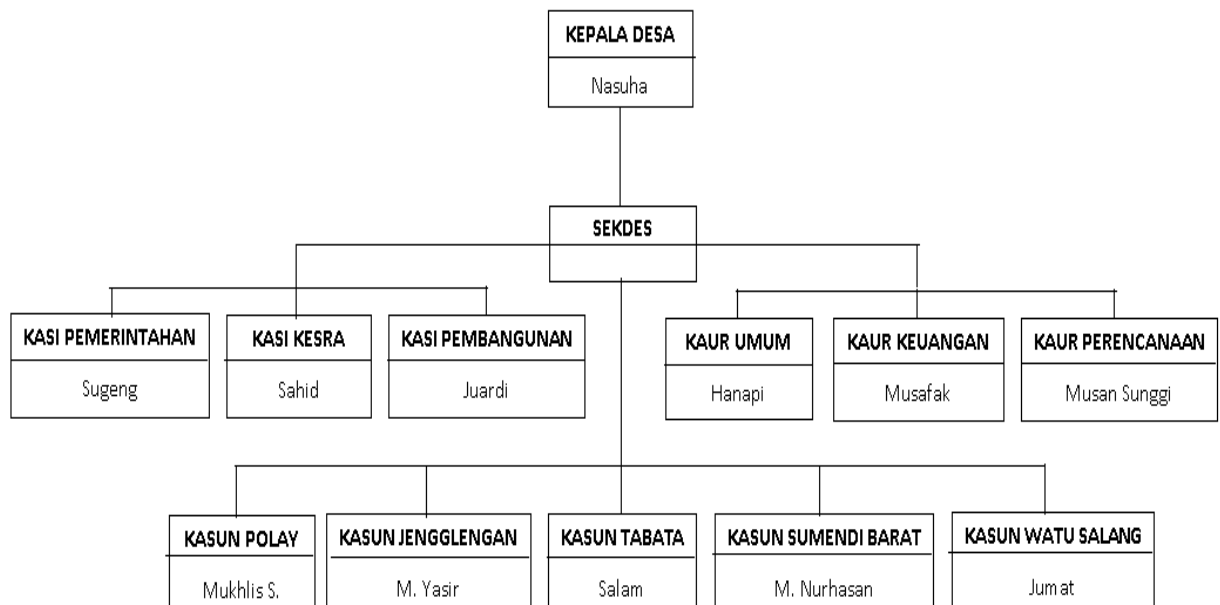 KEPALA DESA
Nasuha
SEKDES
KASI PEMERINTAHAN
Sugeng
KASI KESRA
Sahid
KASI PEMBANGUNAN
Juardi
KAUR UMUM
Hanapi
KAUR KEUANGAN
Musafak
KAUR PERENCANAAN
Musan Sunggi
KASUN POLAY
Mukhlis S.
KASUN JENGGLENGAN
M. Yasir
KASUN TABATA
Salam
KASUN SUMENDI BARAT
M. Nurhasan
KASUN WATU SALANG
Jumat